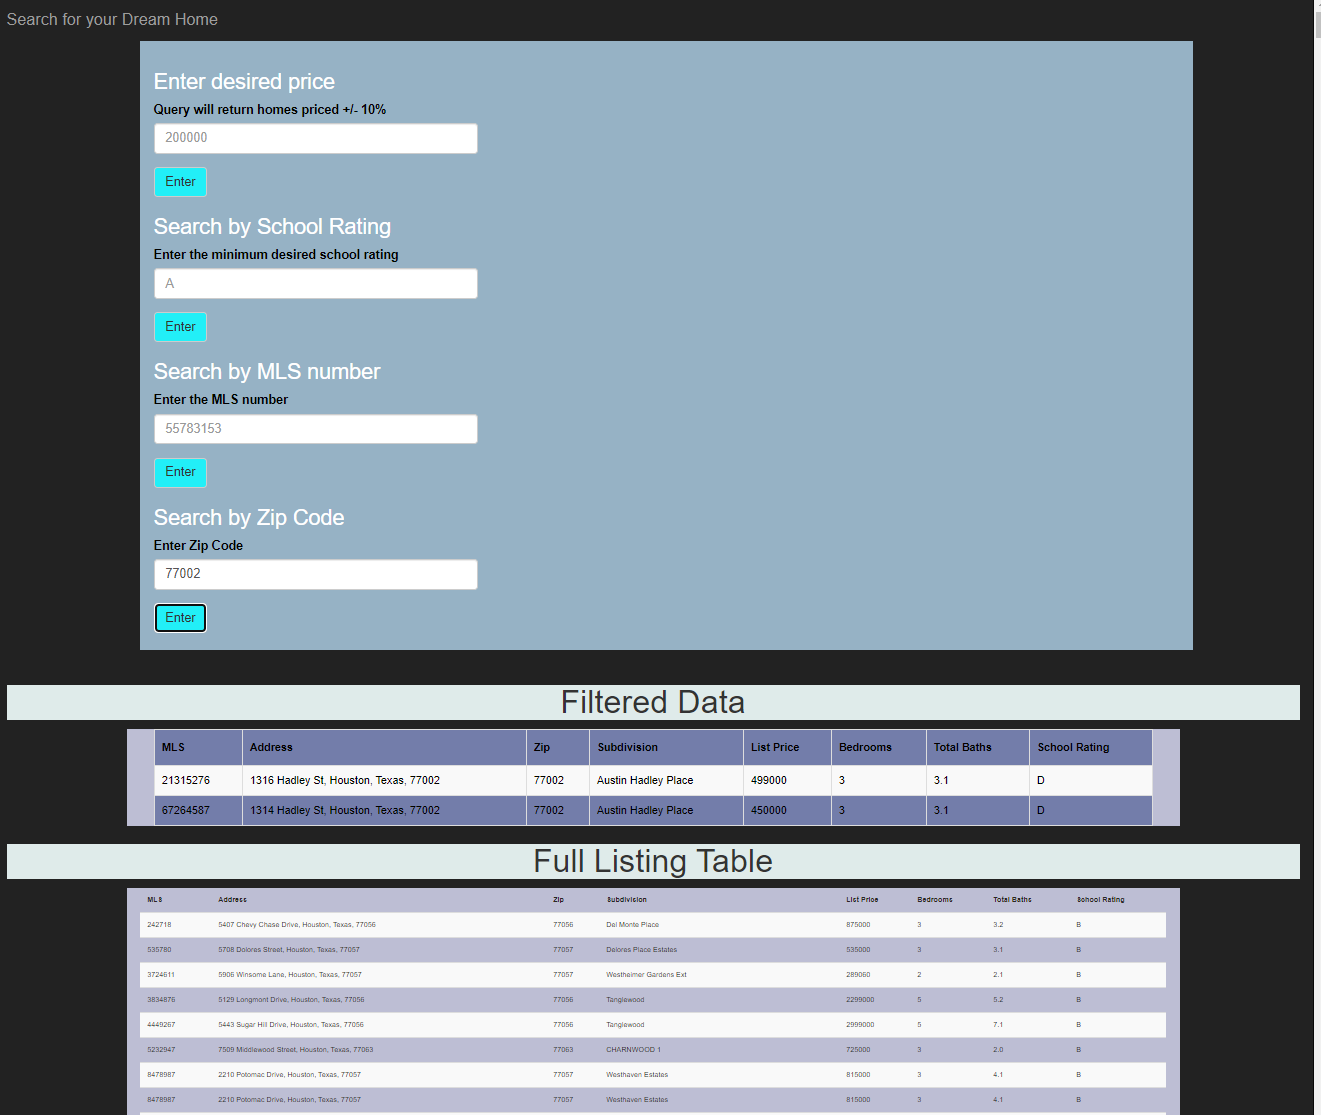 Search for your Dream Home
Enter desired price
Query will return homes priced +/- 10%
200000
Enter
Search by School Rating
Enter the minimum desired school rating
A
Enter
Search by MLS number
Enter the MLS number
55783153
Enter
Search by Zip Code
Enter Zip Code
77002
Enter
Filtered Data
MLS Address Zip Subdivision List Price Bedrooms Total Baths School Rating
21315276 1316 Hadley St, Houston, Texas, 77002 77002 Austin Hadley Place 499000 3 3.1 D
67264587 1314 Hadley St, Houston, Texas, 77002 77002 Austin Hadley Place 450000 3 3.1 D
Full Listing Table
MLS Address Zip Subdivision List Price Bedrooms Total Baths School Rating
242718 5407 Chevy Chase Drive, Houston, Texas, 77056 77056 Del Monte Place 875000 3 3.2 B
535780 5708 Dolores Street, Houston, Texas, 77057 77057 Delores Place Estates 535000 3 3.1 B
3724611 5906 Winsome Lane, Houston, Texas, 77057 77057 Westheimer Gardens Ext 289060 2 2.1 B
3834876 5129 Longmont Drive, Houston, Texas, 77056 77056 Tanglewood 2299000 5 5.2 B
4449267 5443 Sugar Hill Drive, Houston, Texas, 77056 77056 Tanglewood 2999000 5 7.1 B
5232947 7509 Middlewood Street, Houston, Texas, 77063 77063 CHARNWOOD 1 725000 3 2.0 B
8478987 2210 Potomac Drive, Houston, Texas, 77057 77057 Westhaven Estates 815000 3 4.1 B
8478987 2210 Potomac Drive, Houston, Texas, 77057 77057 Westhaven Estates 815000 3 4.1 B